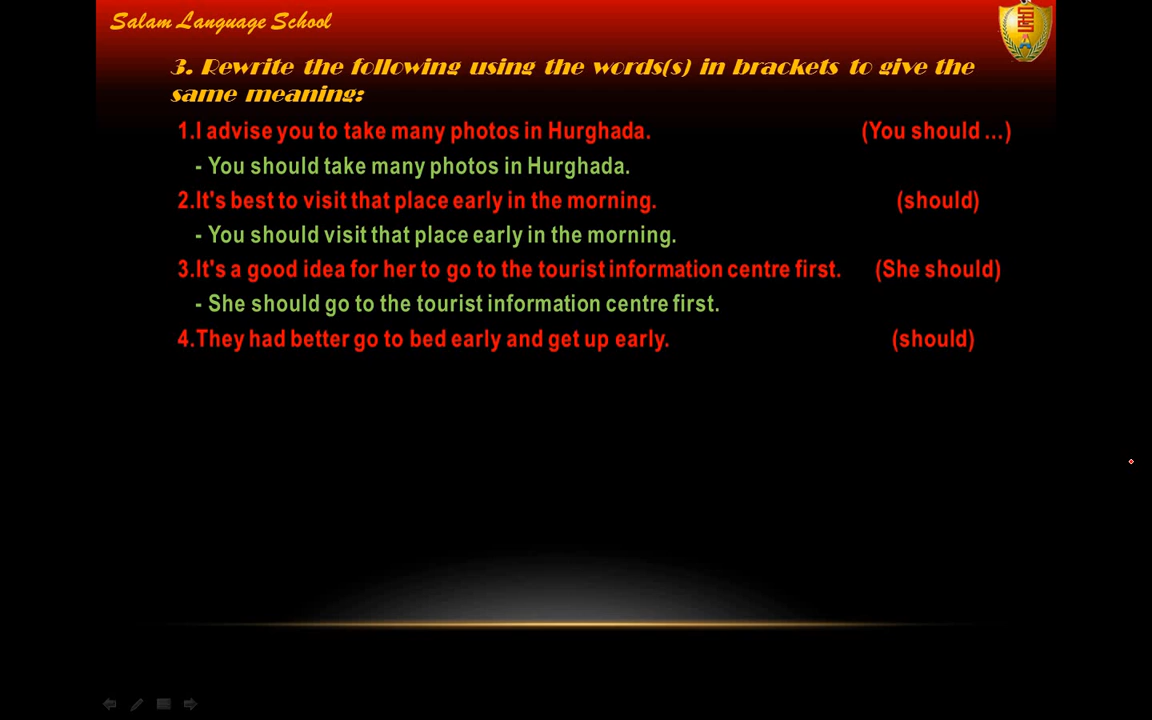 Salam Language School
3. Rewrite the following using the words(s) in brackets to give the
same meaning:
1.I advise you to take many photos in Hurghada. (You should ...)
- You should take many photos in Hurghada.
2.It's best to visit that place early in the morning. (should)
- You should visit that place early in the morning.
3.It's a good idea for her to go to the tourist information centre first. (She should)
- She should go to the tourist information centre first.
4.They had better go to bed early and get up early. (should)